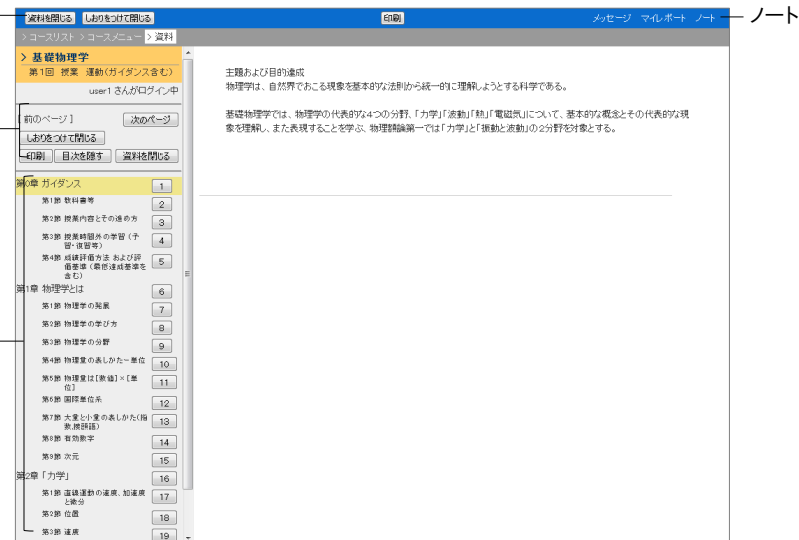 資料を閉じる しおりをつけて閉じる 印刷 メッセージ マイレポート ノート ノート
> コースリスト > コースメニュー > 資料
> 基礎物理学
第1回 授業 運動(ガイダンス含む)
user1 さんがログイン中
[ 前のページ ] 次のページ
しおりをつけて閉じる
印刷 目次を隠す 資料を閉じる
第0章 ガイダンス 1
第1節 教科書等 2
第2節 授業内容とその進め方 3
第3節 授業時間外の学習(予
習・復習等) 4
第4節 成績評価方法 および評
価基準(最低達成基準を
含む) 5
第1章 物理学とは 6
第1節 物理学の発展 7
第2節 物理学の学び方 8
第3節 物理学の分野 9
第4節 物理量の表しかたー単位 10
第5節 物理量は[数値]×[単
位] 11
第6節 国際単位系 12
第7節 大量と小量の表しかた(指
数,接頭語) 13
第8節 有効数字 14
第9節 次元 15
第2章 「力学」 16
第1節 直線運動の速度、加速度
と微分 17
第2節 位置 18
第3節 速度 19
主題および目的達成
物理学は、自然界でおこる現象を基本的な法則から統一的に理解しようとする科学である。
基礎物理学では、物理学の代表的な4つの分野、「力学」「波動」「熱」「電磁気」について、基本的な概念とその代表的な現
象を理解し、また表現することを学ぶ、物理額論第一では「力学」と「振動と波動」の2分野を対象とする。